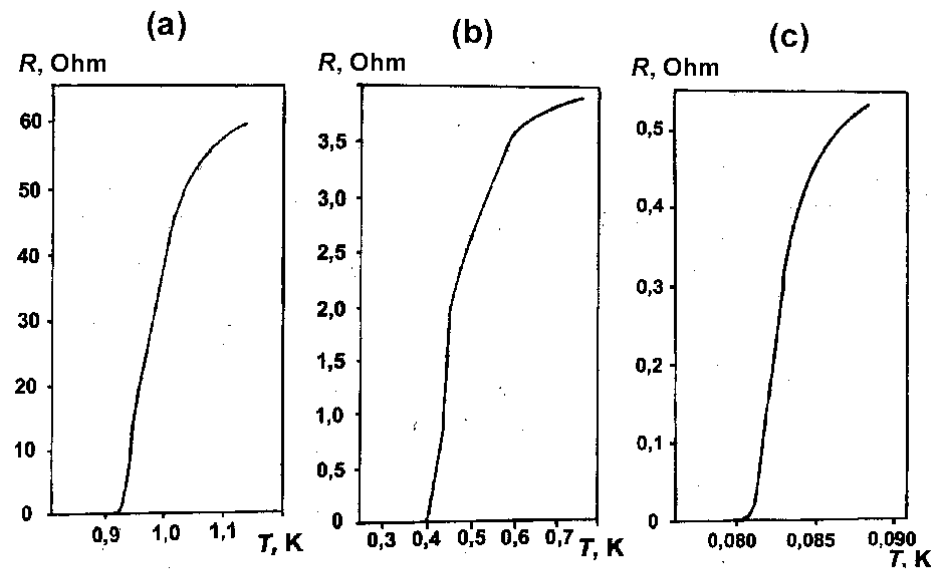 (a)
R, Ohm
60
50
40
30
20
10
0
0,9 1,0 1,1
T, K
(b)
R, Ohm
3,5
3,0
2,5
2,0
1,5
1,0
0,5
0
0,3 0,4 0,5 0,6 0,7
T, K
(c)
R, Ohm
0,5
0,4
0,3
0,2
0,1
0
0,080 0,085 0,090
T, K